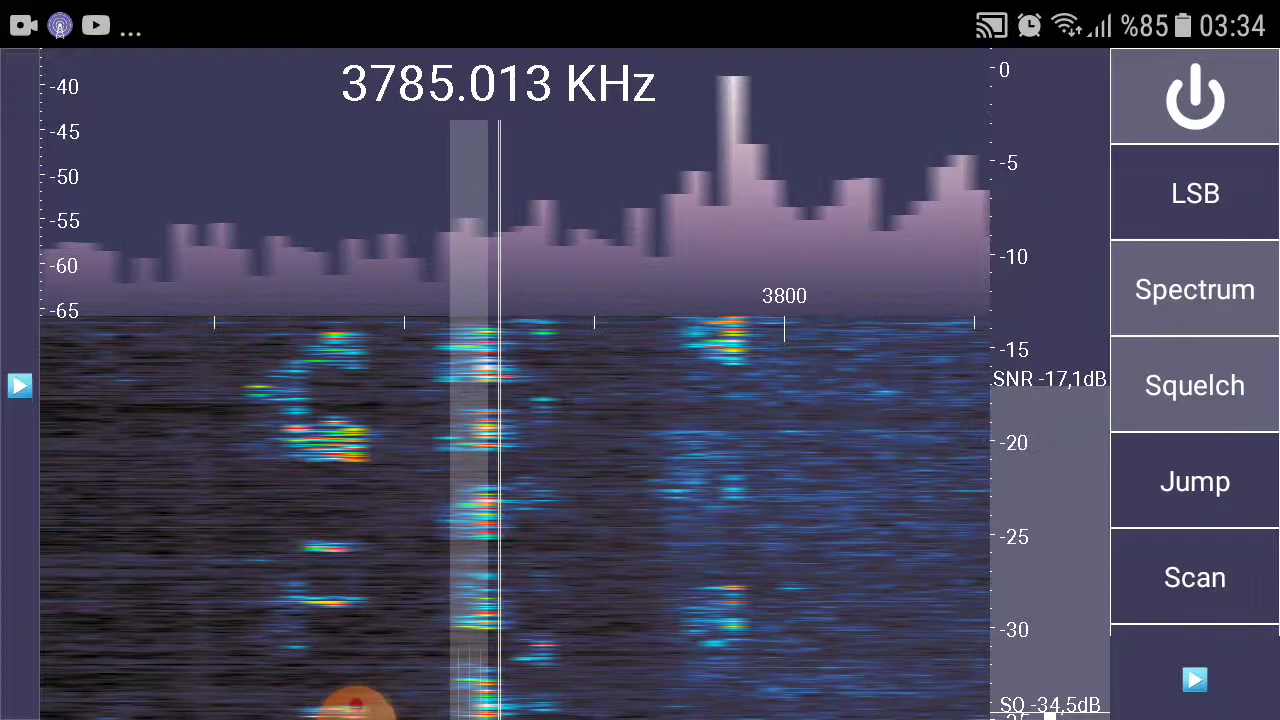 ... %85 03:34
3785.013 KHz
-40
-45
-50
-55
-60
-65
3800
0
-5
-10
-15
SNR -17,1dB
-20
-25
-30
SQ -34,5dB
LSB
Spectrum
Squelch
Jump
Scan